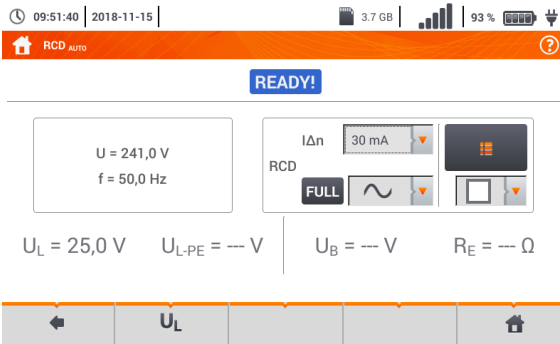 09:51:40 2018-11-15 3.7 GB 93 %
RCD AUTO
READY!
U = 241,0 V
f = 50,0 Hz
IΔn 30 mA
RCD
FULL
UL = 25,0 V UL-PE = --- V UB = --- V RE = --- Ω
UL